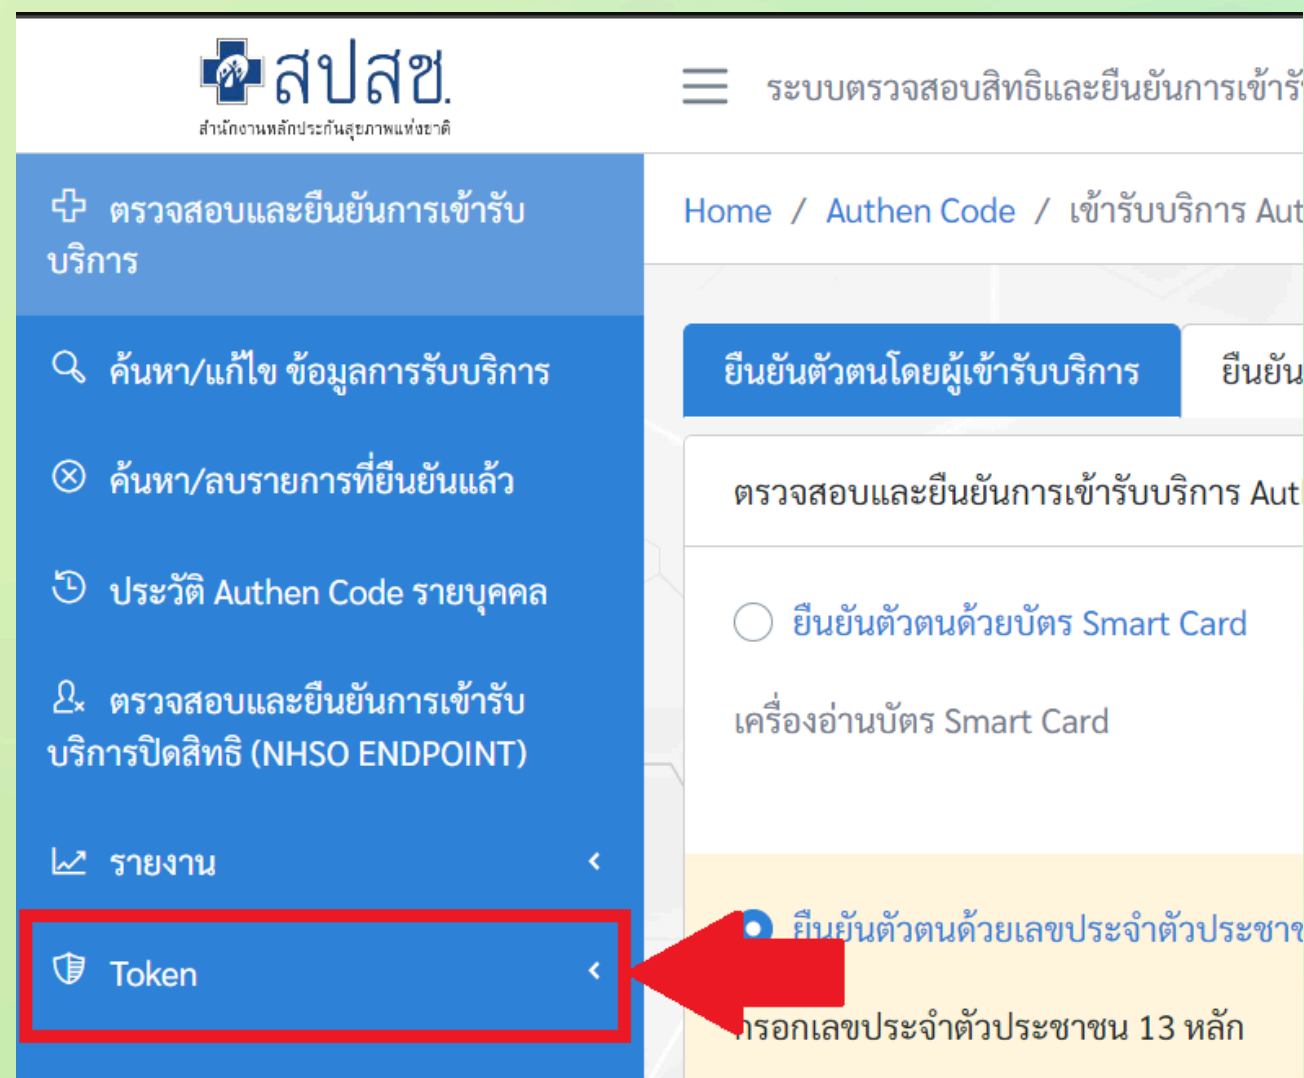 สปสช.
สำนักงานหลักประกันสุขภาพแห่งชาติ
ระบบตรวจสอบสิทธิและยืนยันการเข้ารั
ตรวจสอบและยืนยันการเข้ารับ
บริการ
ค้นหา/แก้ไข ข้อมูลการรับบริการ
ค้นหา/ลบรายการที่ยืนยันแล้ว
ประวัติ Authen Code รายบุคคล
ตรวจสอบและยืนยันการเข้ารับ
บริการปิดสิทธิ (NHSO ENDPOINT)
รายงาน
Token
Home / Authen Code / เข้ารับบริการ Aut
ยืนยันตัวตนโดยผู้เข้ารับบริการ
ยืนยัน
ตรวจสอบและยืนยันการเข้ารับบริการ Aut
ยืนยันตัวตนด้วยบัตร Smart Card
เครื่องอ่านบัตร Smart Card
ยืนยันตัวตนด้วยเลขประจำตัวประชาช
กรอกเลขประจำตัวประชาชน 13 หลัก